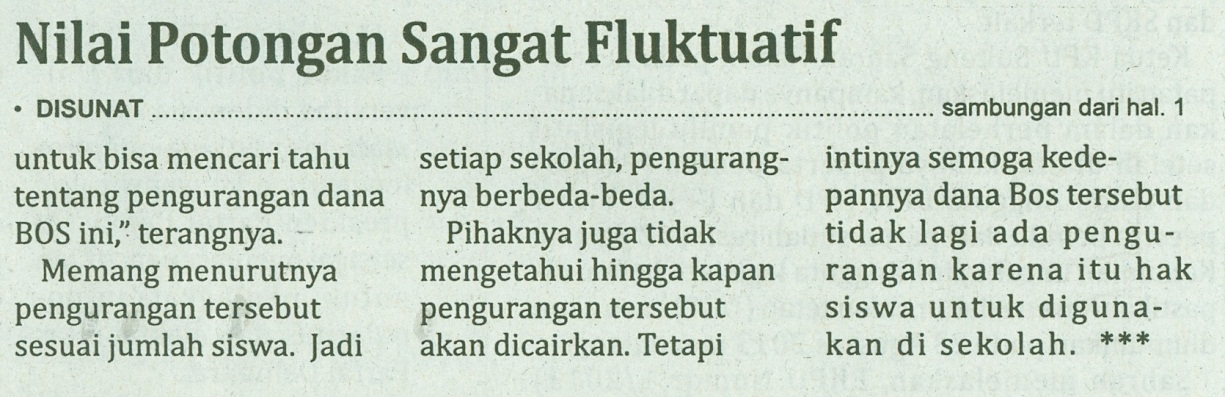 Nilai Potongan Sangat Fluktuatif
• DISUNAT ........................................................................................ sambungan dari hal. 1
untuk bisa mencari tahu
tentang pengurangan dana
BOS ini,” terangnya.
Memang menurutnya
pengurangan tersebut
sesuai jumlah siswa. Jadi
setiap sekolah, pengurang-
nya berbeda-beda.
Pihaknya juga tidak
mengetahui hingga kapan
pengurangan tersebut
akan dicairkan. Tetapi
intinya semoga kede-
pannya dana Bos tersebut
tidak lagi ada pengu-
rangan karena itu hak
siswa untuk diguna-
kan di sekolah. ***